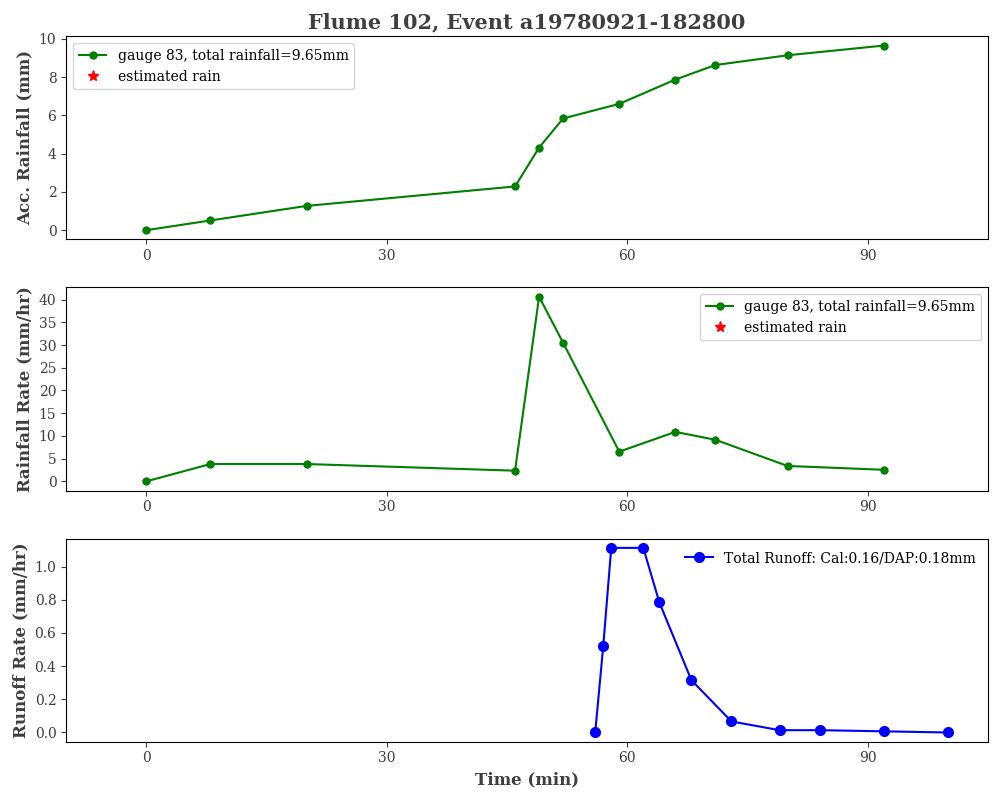 Flume 102, Event a19780921-182800
Acc. Rainfall (mm)
10
8
6
4
2
0
gauge 83, total rainfall=9.65mm
estimated rain
0 30 60 90
Rainfall Rate (mm/hr)
40
35
30
25
20
15
10
5
0
gauge 83, total rainfall=9.65mm
estimated rain
0 30 60 90
Runoff Rate (mm/hr)
1.0
0.8
0.6
0.4
0.2
0.0
Total Runoff: Cal:0.16/DAP:0.18mm
0 30 60 90
Time (min)